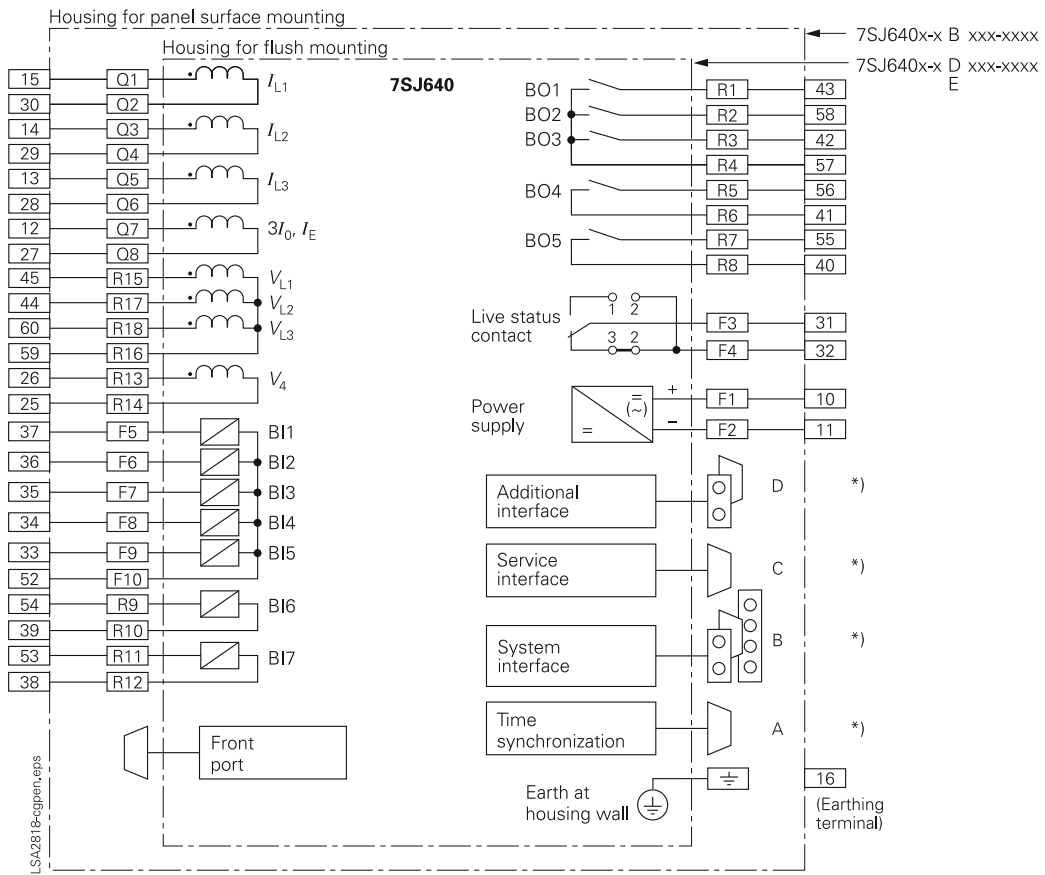 Housing for panel surface mounting
7SJ640x-x B xxx-xxxx
Housing for flush mounting
7SJ640x-x D xxx-xxxx
E
7SJ640
15 Q1 I L1
30 Q2
14 Q3 I L2
29 Q4
13 Q5 I L3
28 Q6
12 Q7 3I0, IE
27 Q8
45 R15 V L1
44 R17 V L2
60 R18 V L3
59 R16
26 R13 V4
25 R14
37 F5 BI1
36 F6 BI2
35 F7 BI3
34 F8 BI4
33 F9 BI5
52 F10
54 R9 BI6
39 R10
53 R11 BI7
38 R12
Front
port
BO1 R1 43
BO2 R2 58
BO3 R3 42
R4 57
BO4 R5 56
R6 41
BO5 R7 55
R8 40
Live status
contact
1 2
3 2
F3 31
F4 32
Power
supply
= (~)
=
+ F1 10
− F2 11
Additional
interface
D *)
Service
interface
C *)
System
interface
B *)
Time
synchronization
A *)
Earth at
housing wall
16
(Earthing
terminal)
LSA2818-cgpen.eps